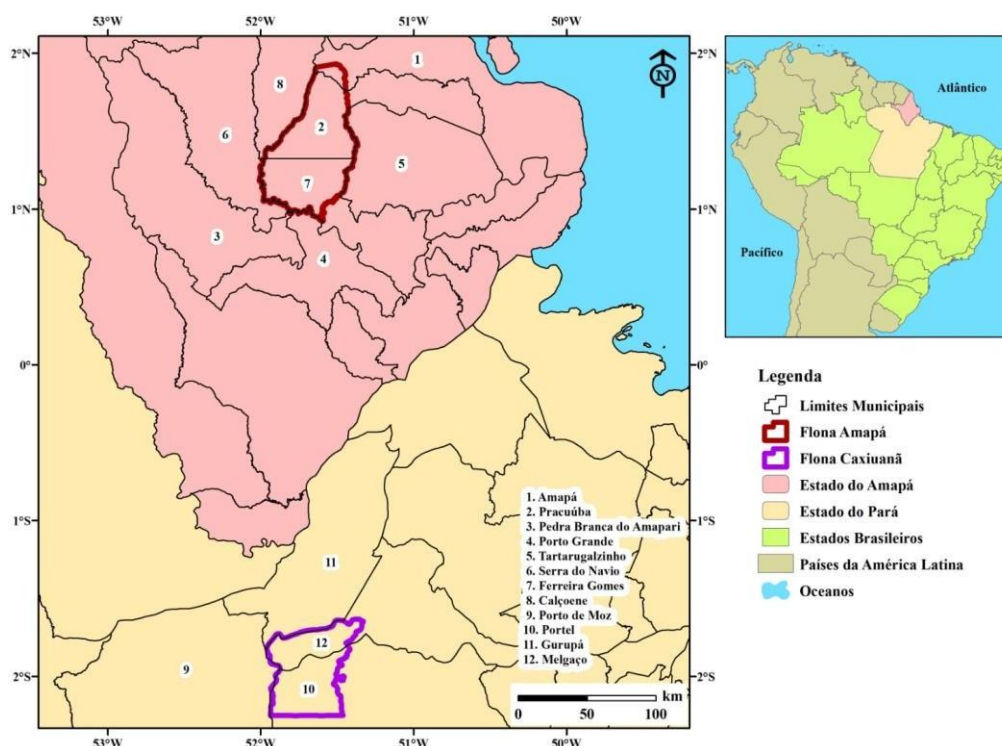 53°W 52°W 51°W 50°W
2°N
1°N
0°
1°S
2°S
1
8
2
6
5
7
3
4
11
12
9
10
N
1. Amapá
2. Pracuúba
3. Pedra Branca do Amapari
4. Porto Grande
5. Tartarugalzinho
6. Serra do Navio
7. Ferreira Gomes
8. Calçoene
9. Porto de Moz
10. Portel
11. Gurupá
12. Melgaço
km
0 50 100
53°W 52°W 51°W 50°W
2°N
1°N
0°
1°S
2°S
Atlântico
Pacífico
Legenda
Limites Municipais
Flona Amapá
Flona Caxiuanã
Estado do Amapá
Estado do Pará
Estados Brasileiros
Países da América Latina
Oceanos